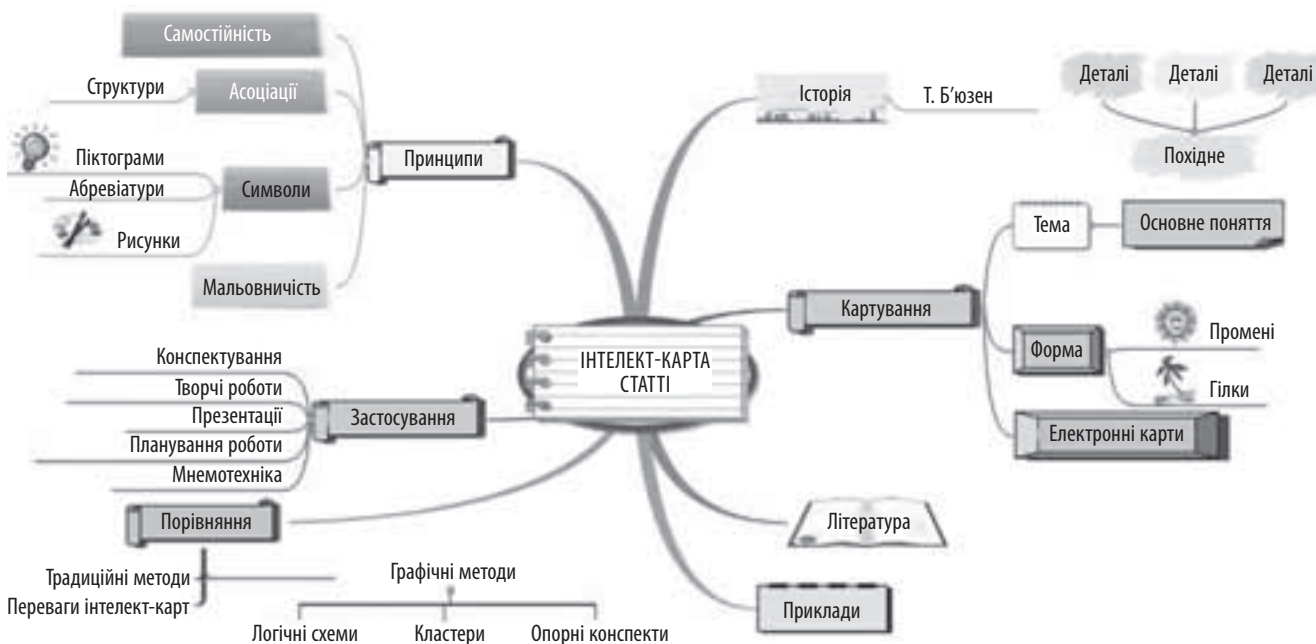 Самостійність
Структури
Асоціації
Піктограми
Абревіатури
Рисунки
Символи
Мальовничість
Принципи
Історія
Т. Б'юзен
Деталі
Деталі
Деталі
Похідне
Тема
Основне поняття
Картування
Форма
Промені
Гілки
Електронні карти
ІНТЕЛЕКТ-КАРТА
СТАТТІ
Конспектування
Творчі роботи
Презентації
Планування роботи
Мнемотехніка
Застосування
Порівняння
Традиційні методи
Переваги інтелект-карт
Графічні методи
Логічні схеми
Кластери
Опорні конспекти
Література
Приклади